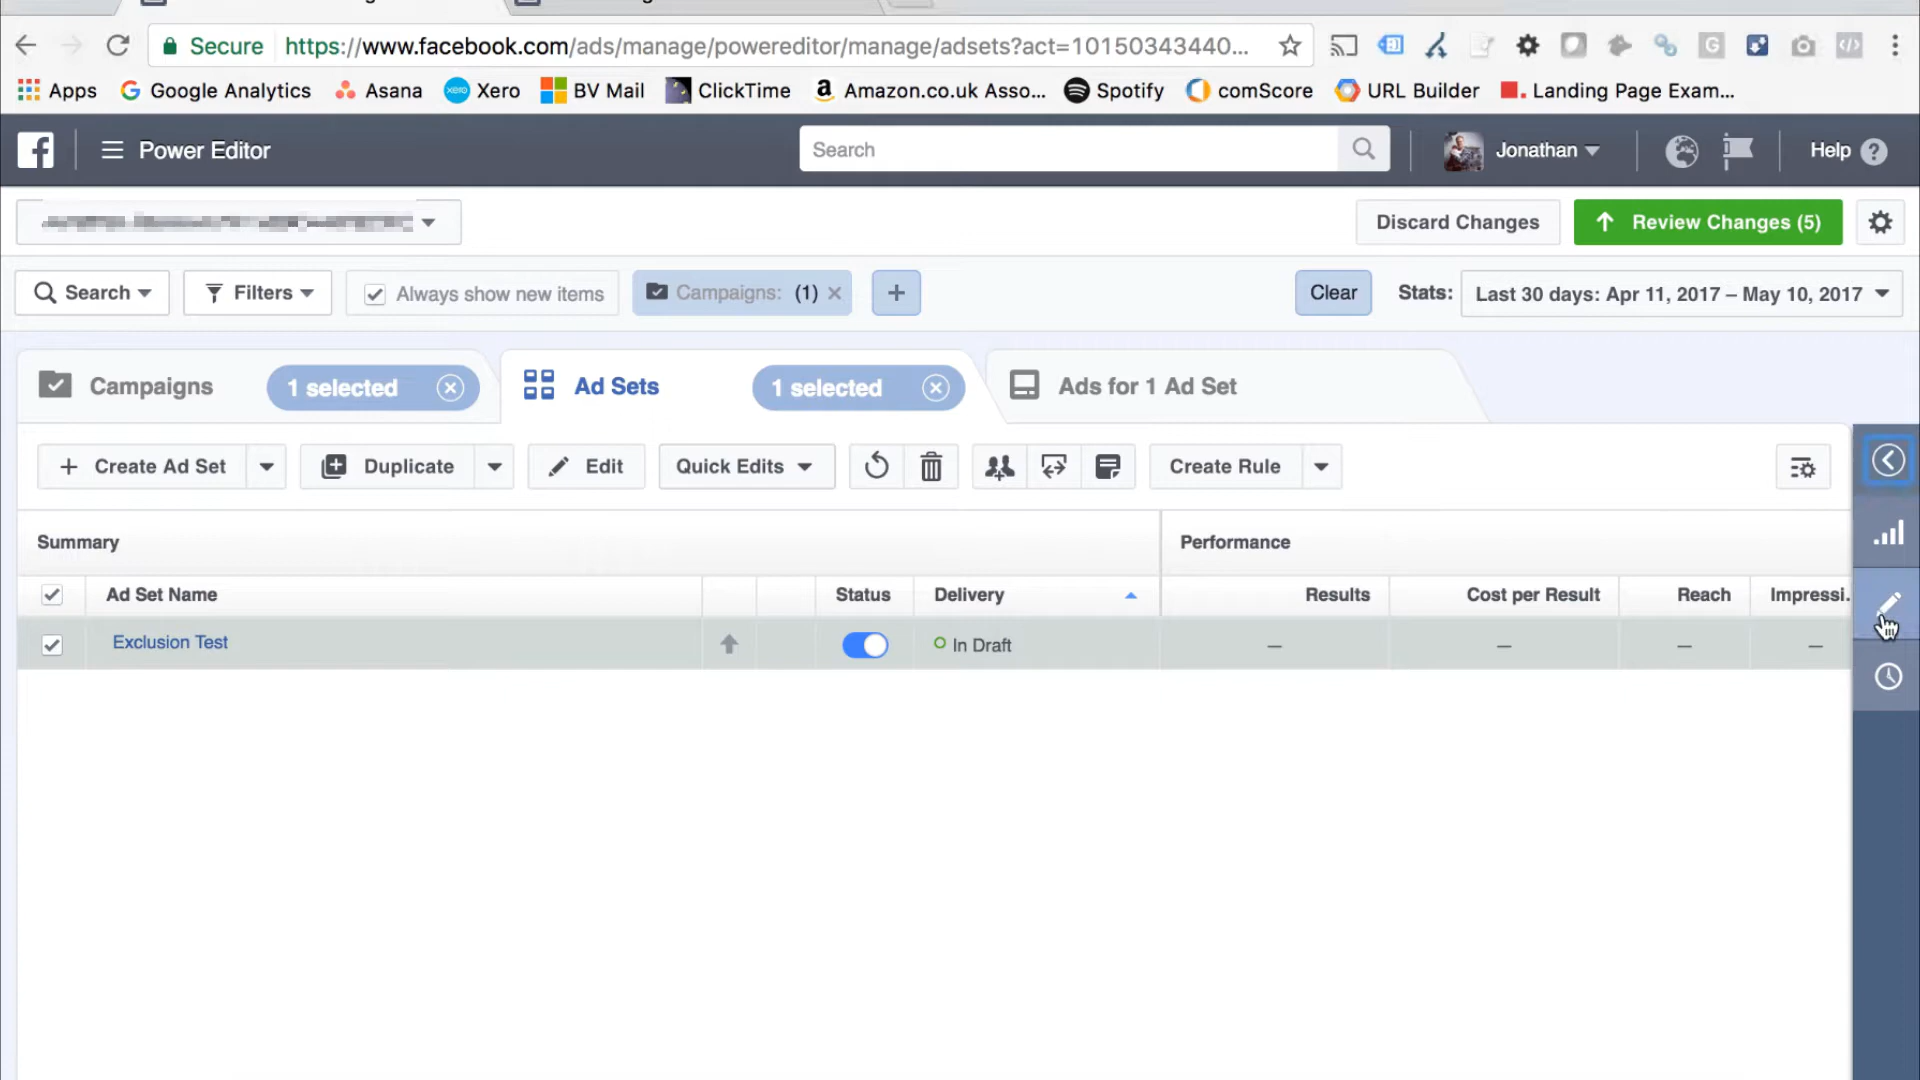 Secure https://www.facebook.com/ads/manage/powereditor/manage/adsets?act=10150343440...
Apps Google Analytics Asana Xero BV Mail ClickTime Amazon.co.uk Asso... Spotify comScore URL Builder Landing Page Exam...
Power Editor Search Jonathan Help ?
Discard Changes Review Changes (5)
Search Filters Always show new items Campaigns: (1) Clear Stats: Last 30 days: Apr 11, 2017 – May 10, 2017
Campaigns 1 selected Ad Sets 1 selected Ads for 1 Ad Set
+ Create Ad Set Duplicate Edit Quick Edits Create Rule
Summary Performance
Ad Set Name Status Delivery Results Cost per Result Reach Impressi.
Exclusion Test In Draft — — — —